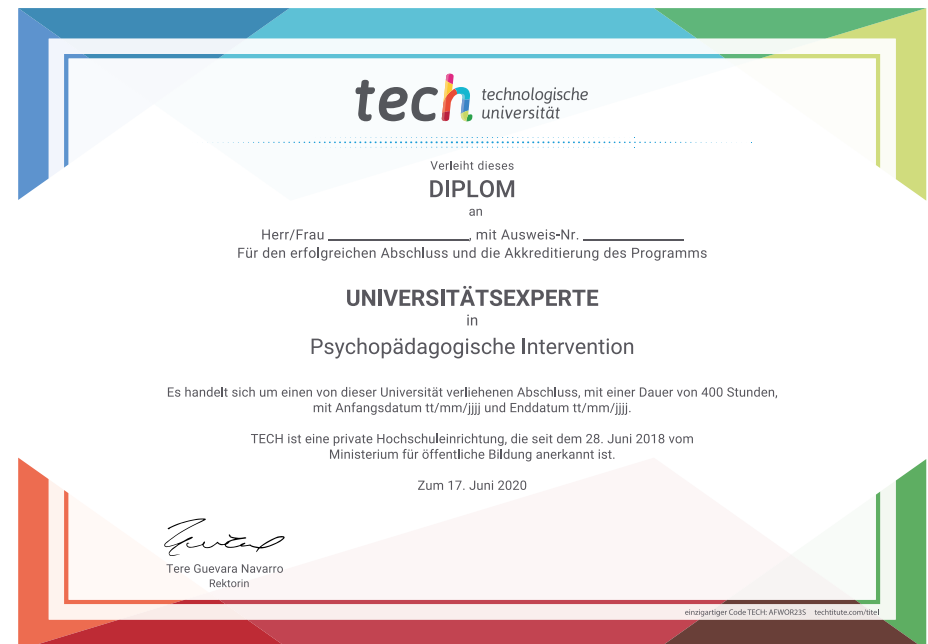 tech technologische
universität
Verleiht dieses
DIPLOM
an
Herr/Frau ____________________, mit Ausweis-Nr. ______________
Für den erfolgreichen Abschluss und die Akkreditierung des Programms
UNIVERSITÄTSEXPERTE
in
Psychopädagogische Intervention
Es handelt sich um einen von dieser Universität verliehenen Abschluss, mit einer Dauer von 400 Stunden,
mit Anfangsdatum tt/mm/jjjj und Enddatum tt/mm/jjjj.
TECH ist eine private Hochschuleinrichtung, die seit dem 28. Juni 2018 vom
Ministerium für öffentliche Bildung anerkannt ist.
Zum 17. Juni 2020
Tere Guevara Navarro
Rektorin
einzigartiger Code TECH: AFWOR23S techtitute.com/titel